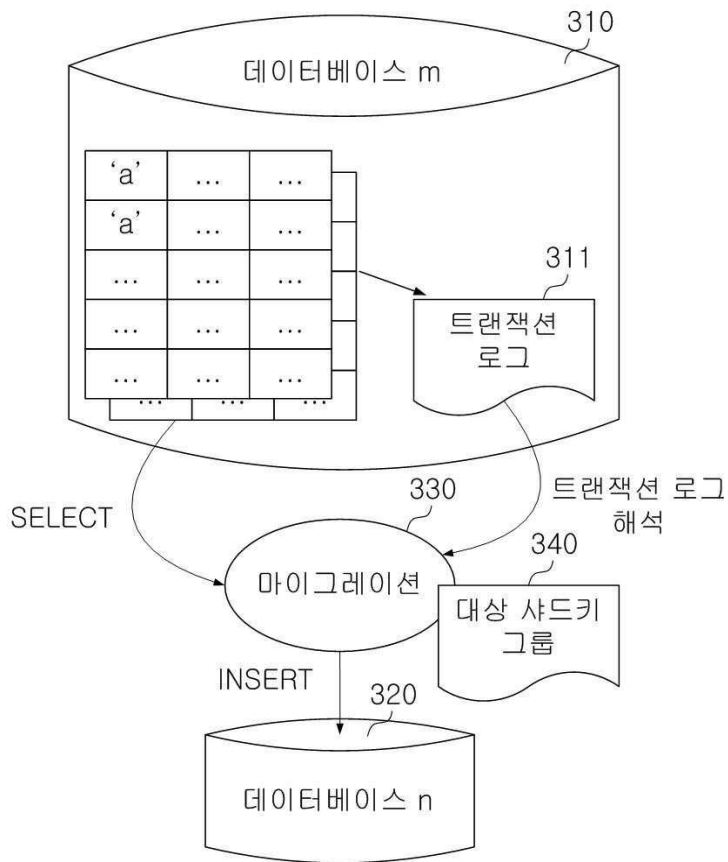 310
데이터베이스 m
'a' ... ...
'a' ... ...
... ... ...
... ... ...
... ... ...
... ... ...
311
트랜잭션
로그
SELECT
330
트랜잭션 로그
해석
마이그레이션
340
대상 샤드키
그룹
INSERT
320
데이터베이스 n